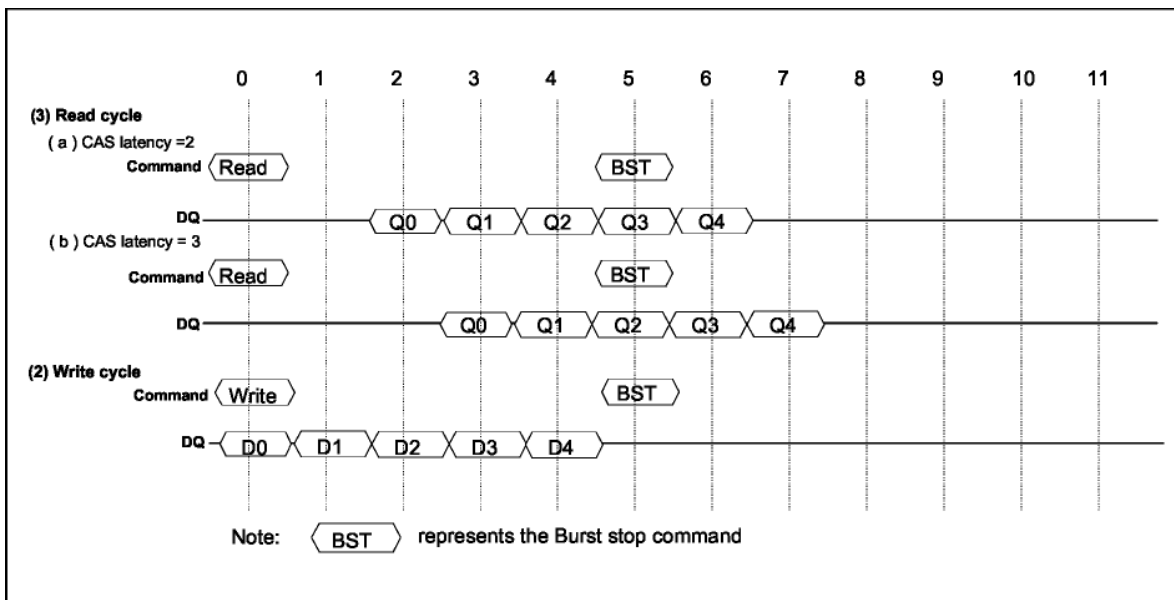 0 1 2 3 4 5 6 7 8 9 10 11
(3) Read cycle
( a ) CAS latency =2
Command Read BST
DQ Q0 Q1 Q2 Q3 Q4
( b ) CAS latency = 3
Command Read BST
DQ Q0 Q1 Q2 Q3 Q4
(2) Write cycle
Command Write BST
DQ D0 D1 D2 D3 D4
Note: BST represents the Burst stop command